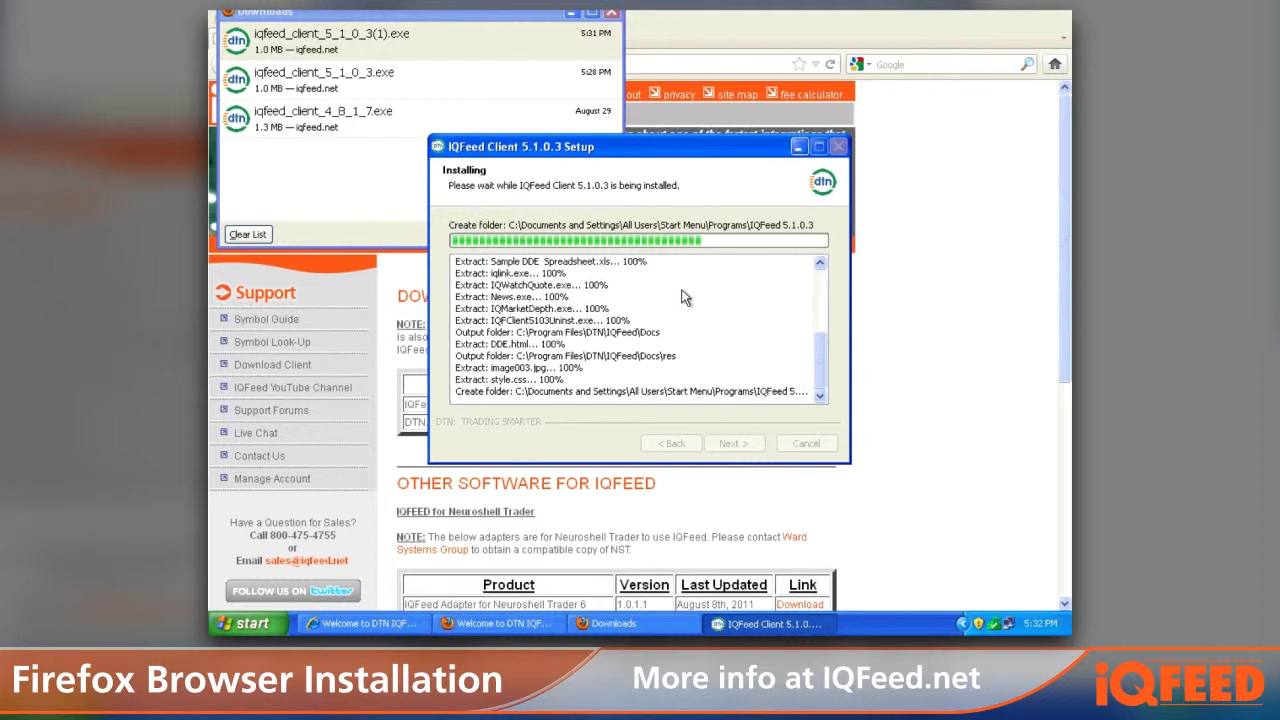 Downloads
iqfeed_client_5_1_0_3(1).exe
5:31 PM
1.0 MB — iqfeed.net
iqfeed_client_5_1_0_3.exe
5:28 PM
1.0 MB — iqfeed.net
iqfeed_client_4_8_1_7.exe
August 29
1.3 MB — iqfeed.net
Clear List
Google
out privacy site map fee calculator
IQFeed Client 5.1.0.3 Setup
Installing
Please wait while IQFeed Client 5.1.0.3 is being installed.
dtn
Create folder: C:\Documents and Settings\All Users\Start Menu\Programs\IQFeed 5.1.0.3
Extract: Sample DDE Spreadsheet.xls... 100%
Extract: iqlink.exe... 100%
Extract: IQWatchQuote.exe... 100%
Extract: News.exe... 100%
Extract: IQMarketDepth.exe... 100%
Extract: IQFClient5103Uninst.exe... 100%
Output folder: C:\Program Files\DTN\IQFeed\Docs
Extract: DDE.html... 100%
Output folder: C:\Program Files\DTN\IQFeed\Docs\res
Extract: image003.jpg... 100%
Extract: style.css... 100%
Create folder: C:\Documents and Settings\All Users\Start Menu\Programs\IQFeed 5....
DTN: TRADING SMARTER
< Back
Next >
Cancel
Support
Symbol Guide
Symbol Look-Up
Download Client
IQFeed YouTube Channel
Support Forums
Live Chat
Contact Us
Manage Account
Have a Question for Sales?
Call 800-475-4755
or
Email sales@iqfeed.net
FOLLOW US ON twitter
NOTE:
is also
IQFee
IQFe
DTN.
OTHER SOFTWARE FOR IQFEED
IQFEED for Neuroshell Trader
NOTE: The below adapters are for Neuroshell Trader to use IQFeed. Please contact Ward
Systems Group to obtain a compatible copy of NST.
Product Version Last Updated Link
IQFeed Adapter for Neuroshell Trader 6 1.0.1.1 August 8th, 2011 Download
start
Welcome to DTN IQF...
Welcome to DTN IQF...
Downloads
IQFeed Client 5.1.0....
5:32 PM
Firefox Browser Installation
More info at IQFeed.net
iQFEED